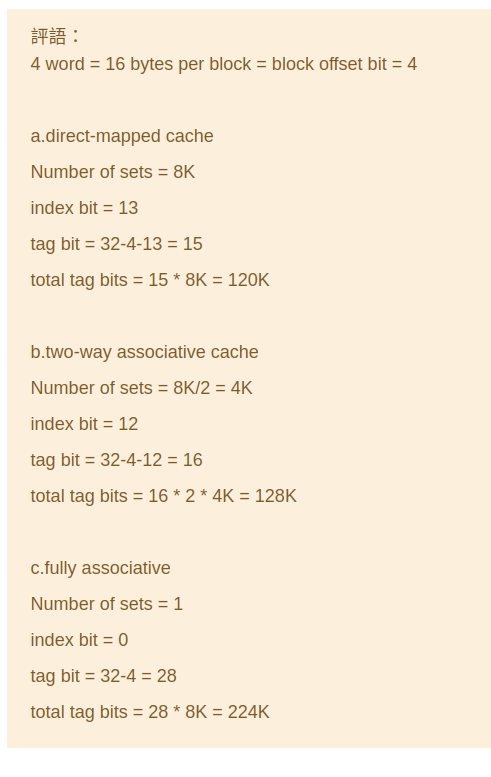 評語：
4 word = 16 bytes per block = block offset bit = 4
a.direct-mapped cache
Number of sets = 8K
index bit = 13
tag bit = 32-4-13 = 15
total tag bits = 15 * 8K = 120K
b.two-way associative cache
Number of sets = 8K/2 = 4K
index bit = 12
tag bit = 32-4-12 = 16
total tag bits = 16 * 2 * 4K = 128K
c.fully associative
Number of sets = 1
index bit = 0
tag bit = 32-4 = 28
total tag bits = 28 * 8K = 224K